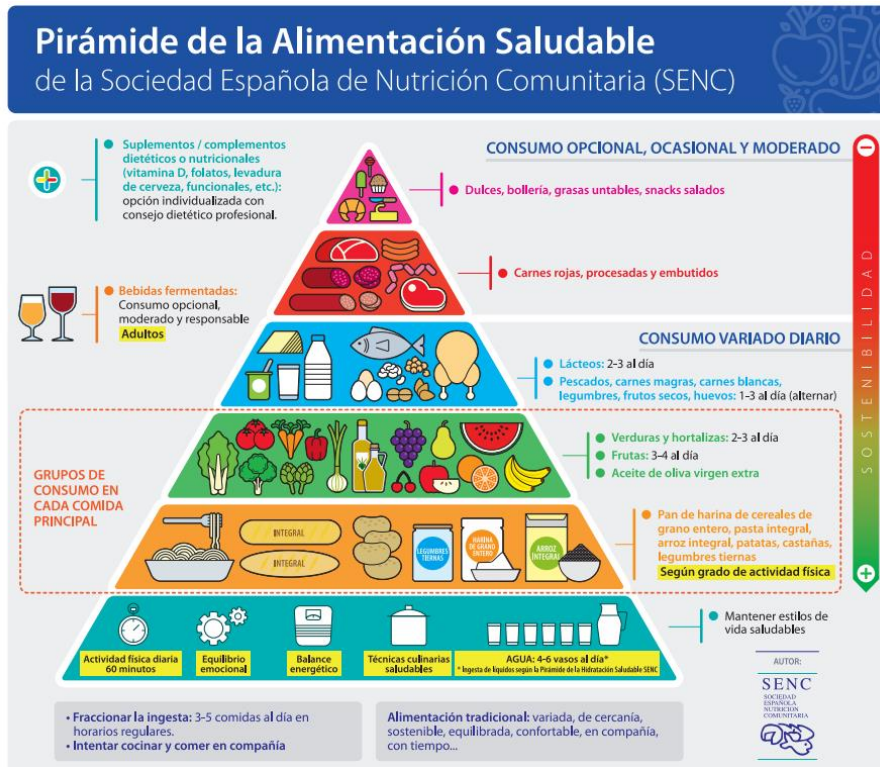 Pirámide de la Alimentación Saludable
de la Sociedad Española de Nutrición Comunitaria (SENC)
Suplementos / complementos
dietéticos o nutricionales
(vitamina D, folatos, levadura
de cerveza, funcionales, etc.):
opción individualizada con
consejo dietético profesional.
CONSUMO OPCIONAL, OCASIONAL Y MODERADO
Dulces, bollería, grasas untables, snacks salados
Carnes rojas, procesadas y embutidos
Bebidas fermentadas:
Consumo opcional,
moderado y responsable
Adultos
CONSUMO VARIADO DIARIO
Lácteos: 2-3 al día
Pescados, carnes magras, carnes blancas,
legumbres, frutos secos, huevos: 1-3 al día (alternar)
SOSTENIBILIDAD
GRUPOS DE
CONSUMO EN
CADA COMIDA
PRINCIPAL
Verduras y hortalizas: 2-3 al día
Frutas: 3-4 al día
Aceite de oliva virgen extra
INTEGRAL
INTEGRAL
LEGUMBRES
TIERNAS
HARINA
DE GRANO
ENTERO
ARROZ
INTEGRAL
Pan de harina de cereales de
grano entero, pasta integral,
arroz integral, patatas, castañas,
legumbres tiernas
Según grado de actividad física
Actividad física diaria
60 minutos
Equilibrio
emocional
Balance
energético
Técnicas culinarias
saludables
AGUA: 4-6 vasos al día*
* Ingesta de líquidos según la Pirámide de la Hidratación Saludable SENC
Mantener estilos de
vida saludables
• Fraccionar la ingesta: 3-5 comidas al día en
horarios regulares.
• Intentar cocinar y comer en compañía
Alimentación tradicional: variada, de cercanía,
sostenible, equilibrada, confortable, en compañía,
con tiempo...
AUTOR:
SENC
SOCIEDAD
ESPAÑOLA
NUTRICION
COMUNITARIA